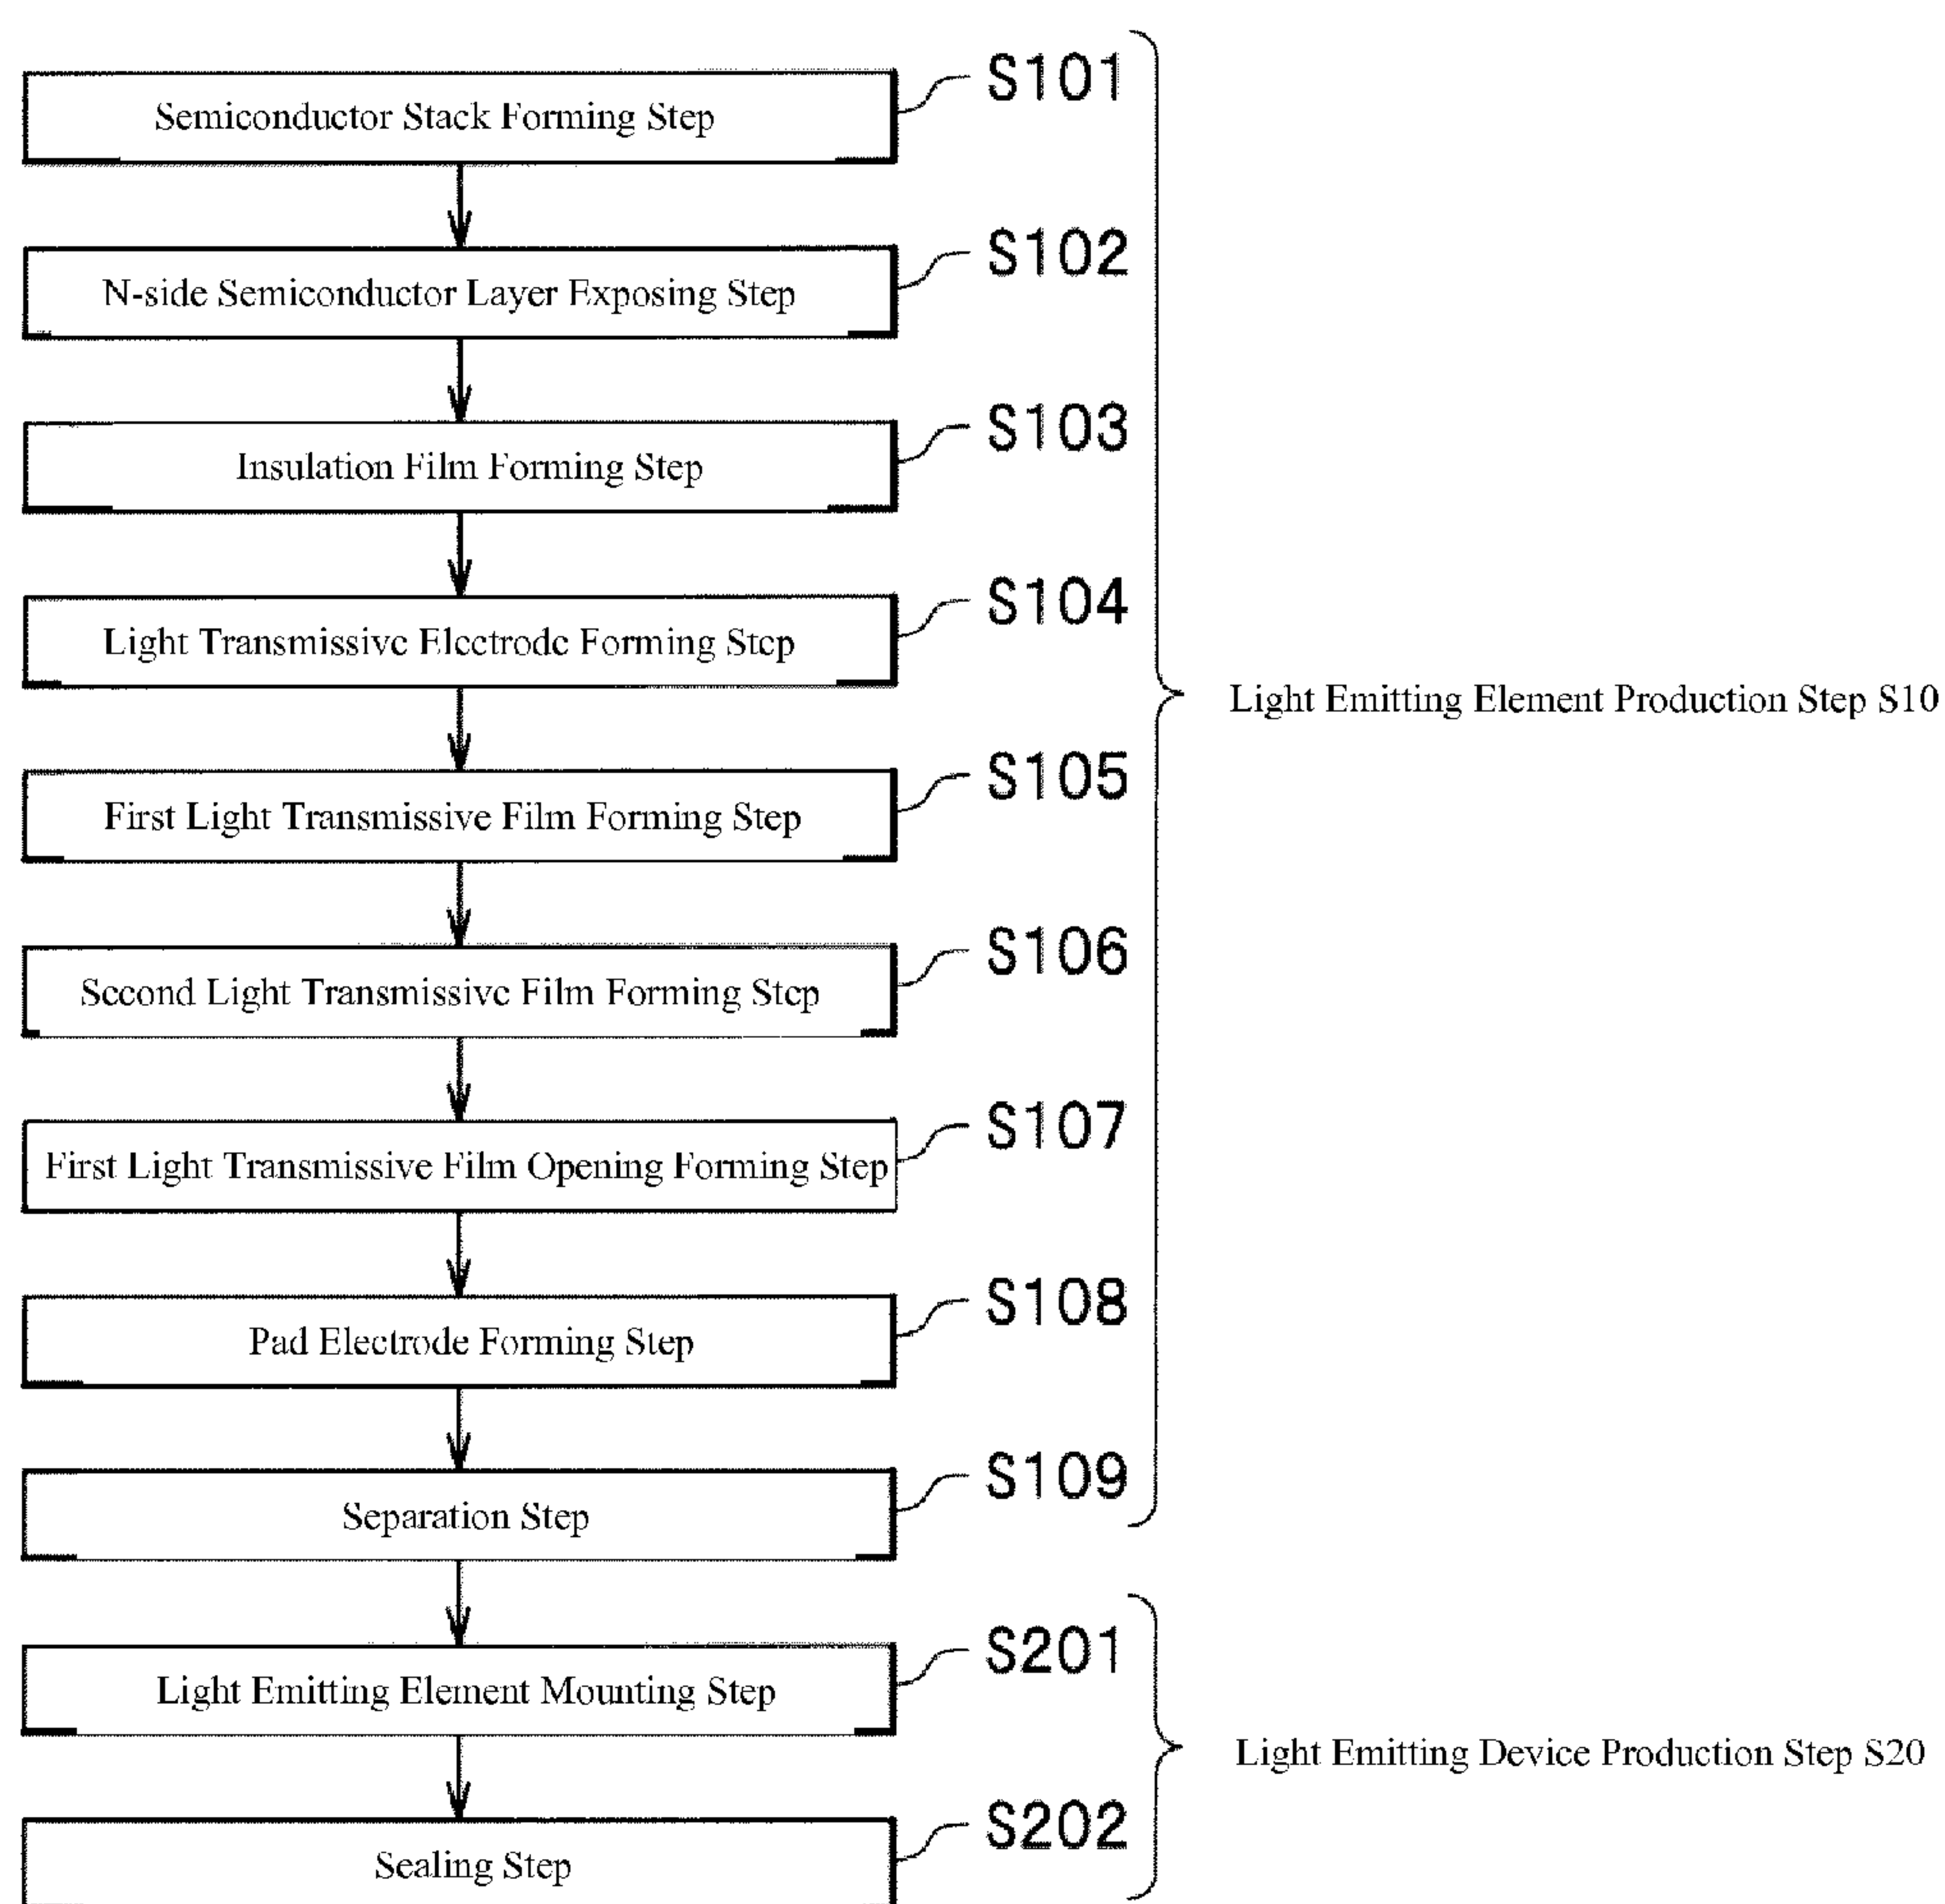 Semiconductor Stack Forming Step
S101
N-side Semiconductor Layer Exposing Step
S102
Insulation Film Forming Step
S103
Light Transmissive Electrode Forming Step
S104
Light Emitting Element Production Step S10
First Light Transmissive Film Forming Step
S105
Second Light Transmissive Film Forming Step
S106
First Light Transmissive Film Opening Forming Step
S107
Pad Electrode Forming Step
S108
Separation Step
S109
Light Emitting Element Mounting Step
S201
Light Emitting Device Production Step S20
Sealing Step
S202